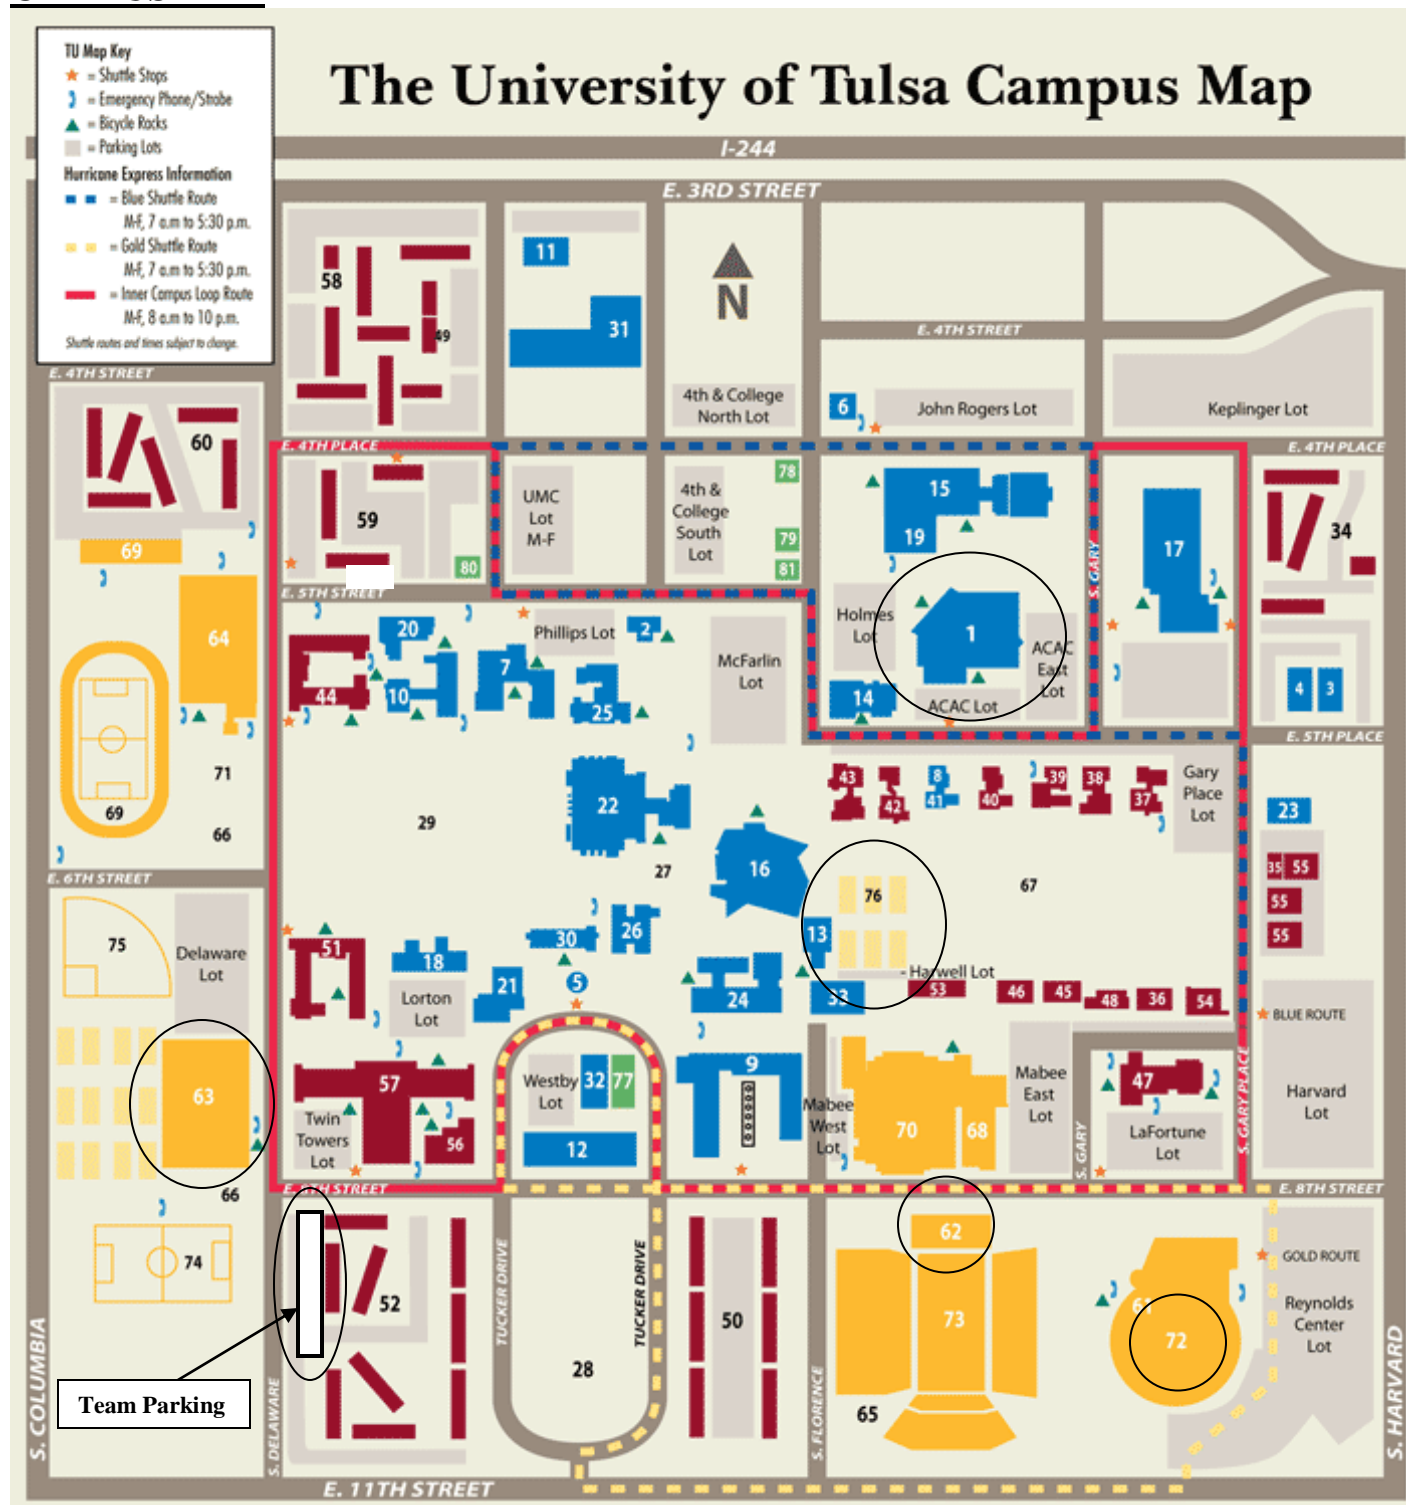 The University of Tulsa Campus Map
TU Map Key
= Shuttle Stops
= Emergency Phone/Strobe
= Bicycle Racks
= Parking Lots
Hurricane Express Information
= Blue Shuttle Route
M-F, 7 a.m to 5:30 p.m.
= Gold Shuttle Route
M-F, 7 a.m to 5:30 p.m.
= Inner Campus Loop Route
M-F, 8 a.m to 10 p.m.
Shuttle routes and times subject to change.
I-244
E. 3RD STREET
11
58
31
49
N
E. 4TH STREET
E. 4TH STREET
4th & College
North Lot
6
John Rogers Lot
Keplinger Lot
60
E. 4TH PLACE
E. 4TH PLACE
59
80
UMC
Lot
M-F
4th &
College
South
Lot
78
79
81
15
19
17
S. GARY
34
69
E. 5TH STREET
64
20
44
10
7
Phillips Lot
2
25
McFarlin
Lot
Holmes
Lot
1
ACAC
East
Lot
14
ACAC Lot
4
3
E. 5TH PLACE
71
69
66
29
22
27
16
43
42
8
41
40
39
38
37
Gary
Place
Lot
23
76
67
35
55
55
55
E. 6TH STREET
75
Delaware
Lot
51
18
Lorton
Lot
21
30
26
5
24
13
33
- Harwell Lot
53
46
45
48
36
54
BLUE ROUTE
63
57
Twin
Towers
Lot
56
Westby
Lot
32
77
12
9
Mabee
West
Lot
70
68
Mabee
East
Lot
S. GARY
47
LaFortune
Lot
S. GARY PLACE
Harvard
Lot
66
E. 8TH STREET
E. 8TH STREET
74
52
TUCKER DRIVE
TUCKER DRIVE
28
50
S. FLORENCE
62
73
65
61
72
GOLD ROUTE
Reynolds
Center
Lot
Team Parking
S. COLUMBIA
S. DELAWARE
S. HARVARD
E. 11TH STREET